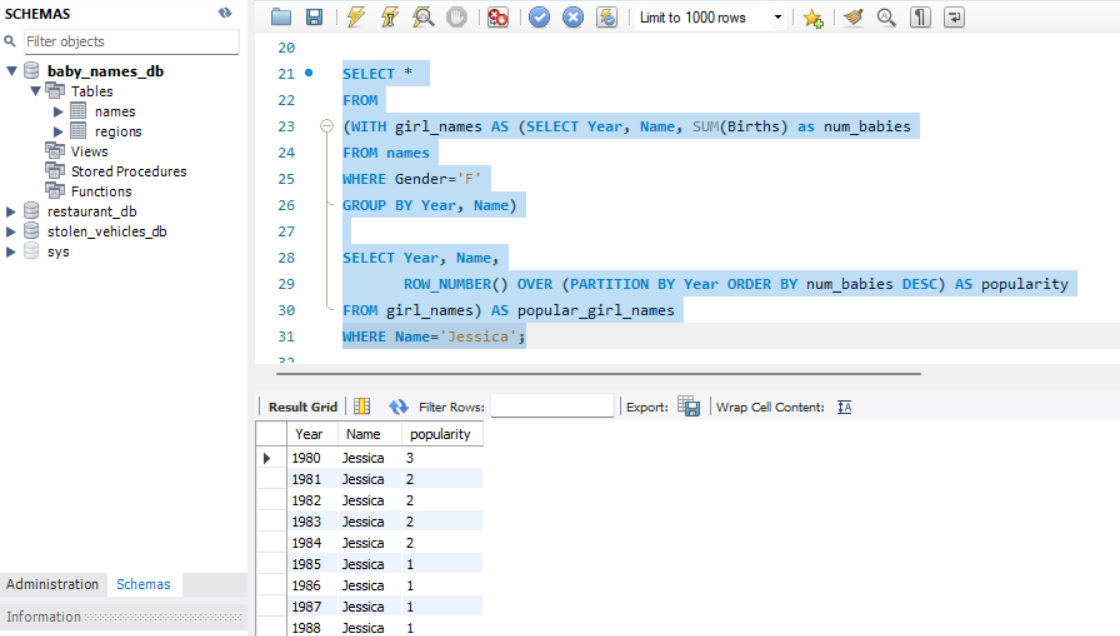 SCHEMAS
Filter objects
baby_names_db
Tables
names
regions
Views
Stored Procedures
Functions
restaurant_db
stolen_vehicles_db
sys
Administration Schemas
Information
Limit to 1000 rows
20
21 SELECT *
22 FROM
23 (WITH girl_names AS (SELECT Year, Name, SUM(Births) as num_babies
24 FROM names
25 WHERE Gender='F'
26 GROUP BY Year, Name)
27
28 SELECT Year, Name,
29 ROW_NUMBER() OVER (PARTITION BY Year ORDER BY num_babies DESC) AS popularity
30 FROM girl_names) AS popular_girl_names
31 WHERE Name='Jessica';
32
Result Grid Filter Rows: Export: Wrap Cell Content:
Year Name popularity
1980 Jessica 3
1981 Jessica 2
1982 Jessica 2
1983 Jessica 2
1984 Jessica 2
1985 Jessica 1
1986 Jessica 1
1987 Jessica 1
1988 Jessica 1